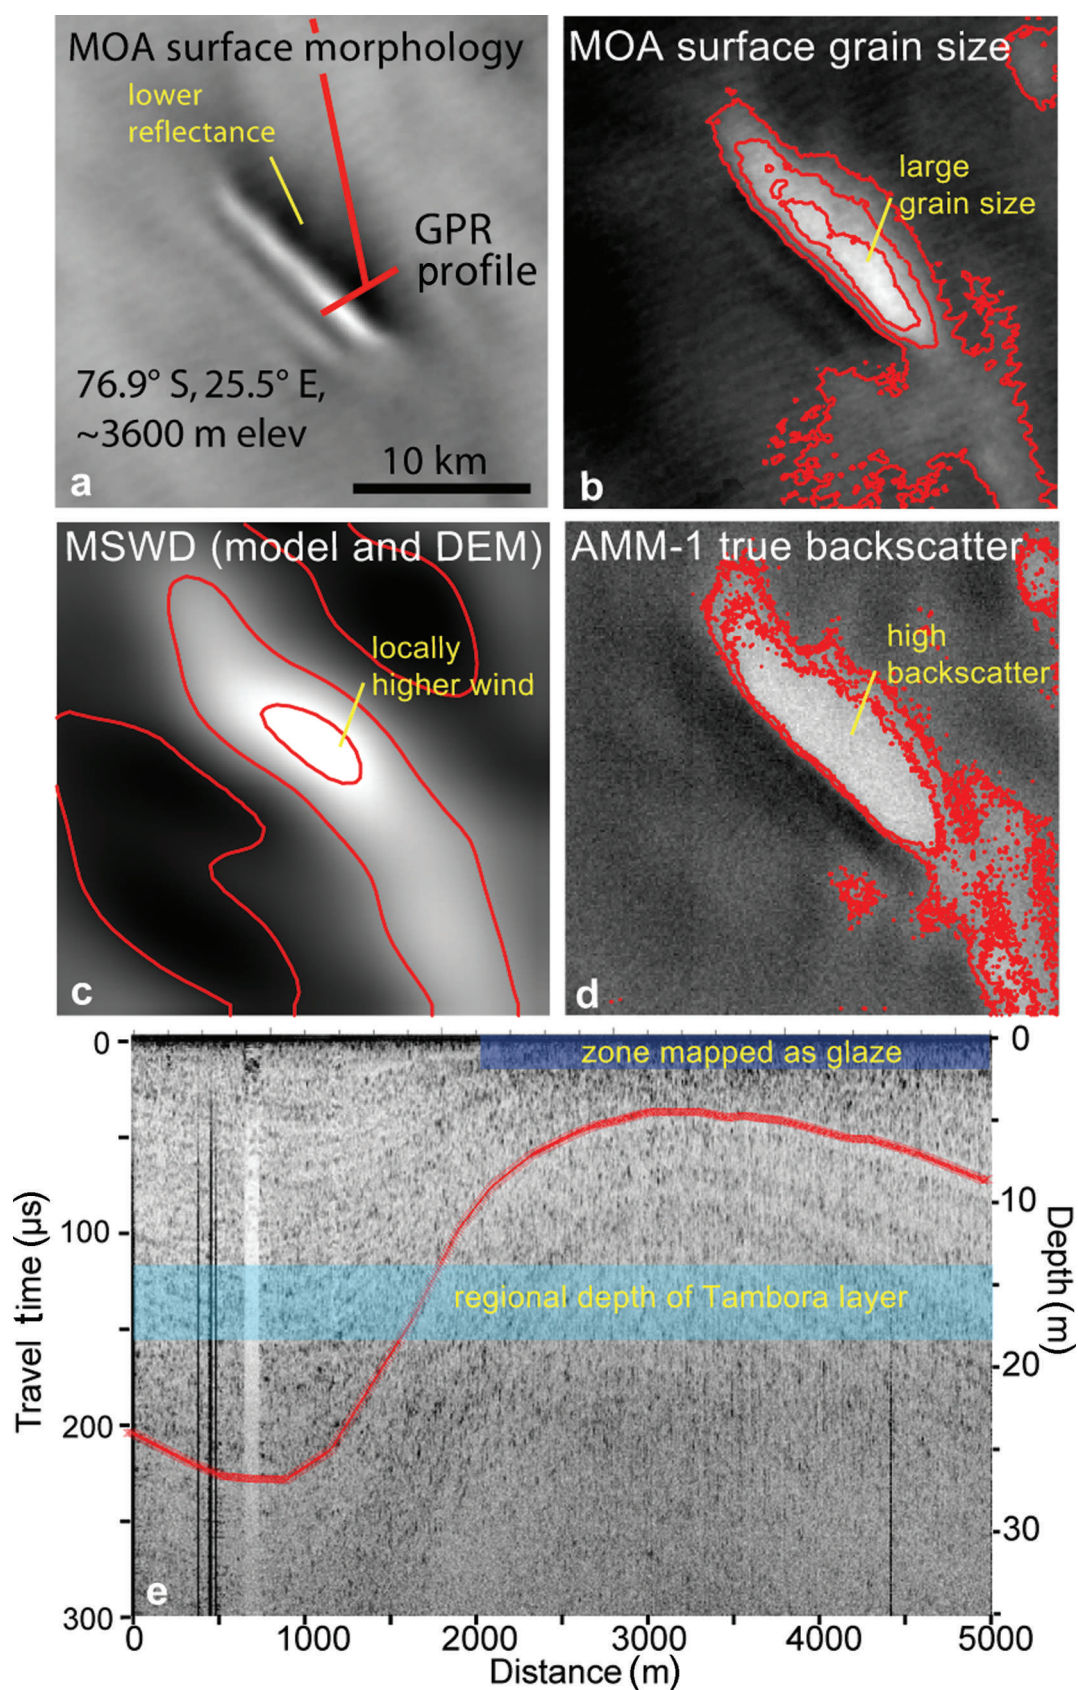 MOA surface morphology
lower
reflectance
GPR
profile
76.9° S, 25.5° E,
~3600 m elev
10 km
a
MOA surface grain size
large
grain size
b
MSWD (model and DEM)
locally
higher wind
c
AMM-1 true backscatter
high
backscatter
d
zone mapped as glaze
regional depth of Tambora layer
e
Travel time (µs)
0
100
200
300
Depth (m)
0
-10
-20
-30
0 1000 2000 3000 4000 5000
Distance (m)